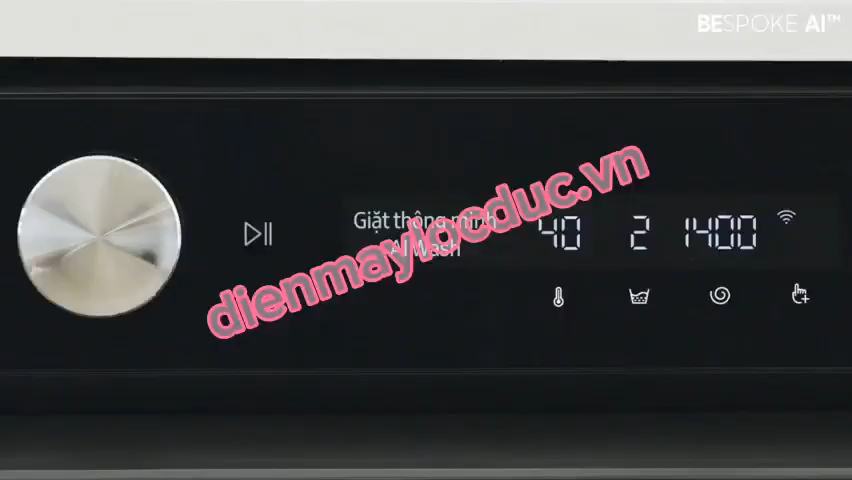 BESPOKE AI™
Giặt thông minh
AI Wash
40 2 1400
dienmaylocduc.vn